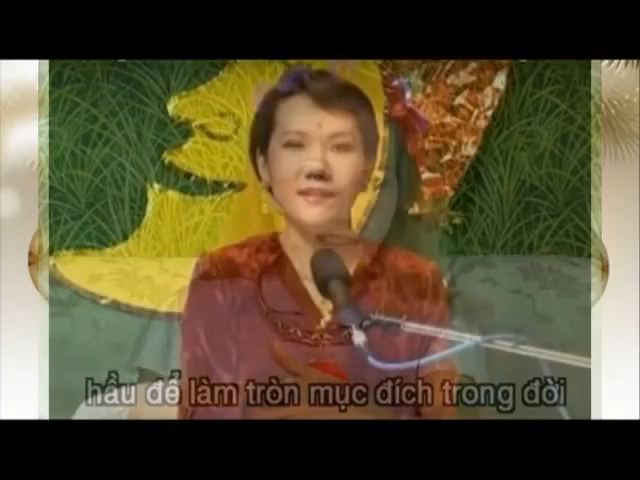 hầu để làm tròn mục đích trong đời